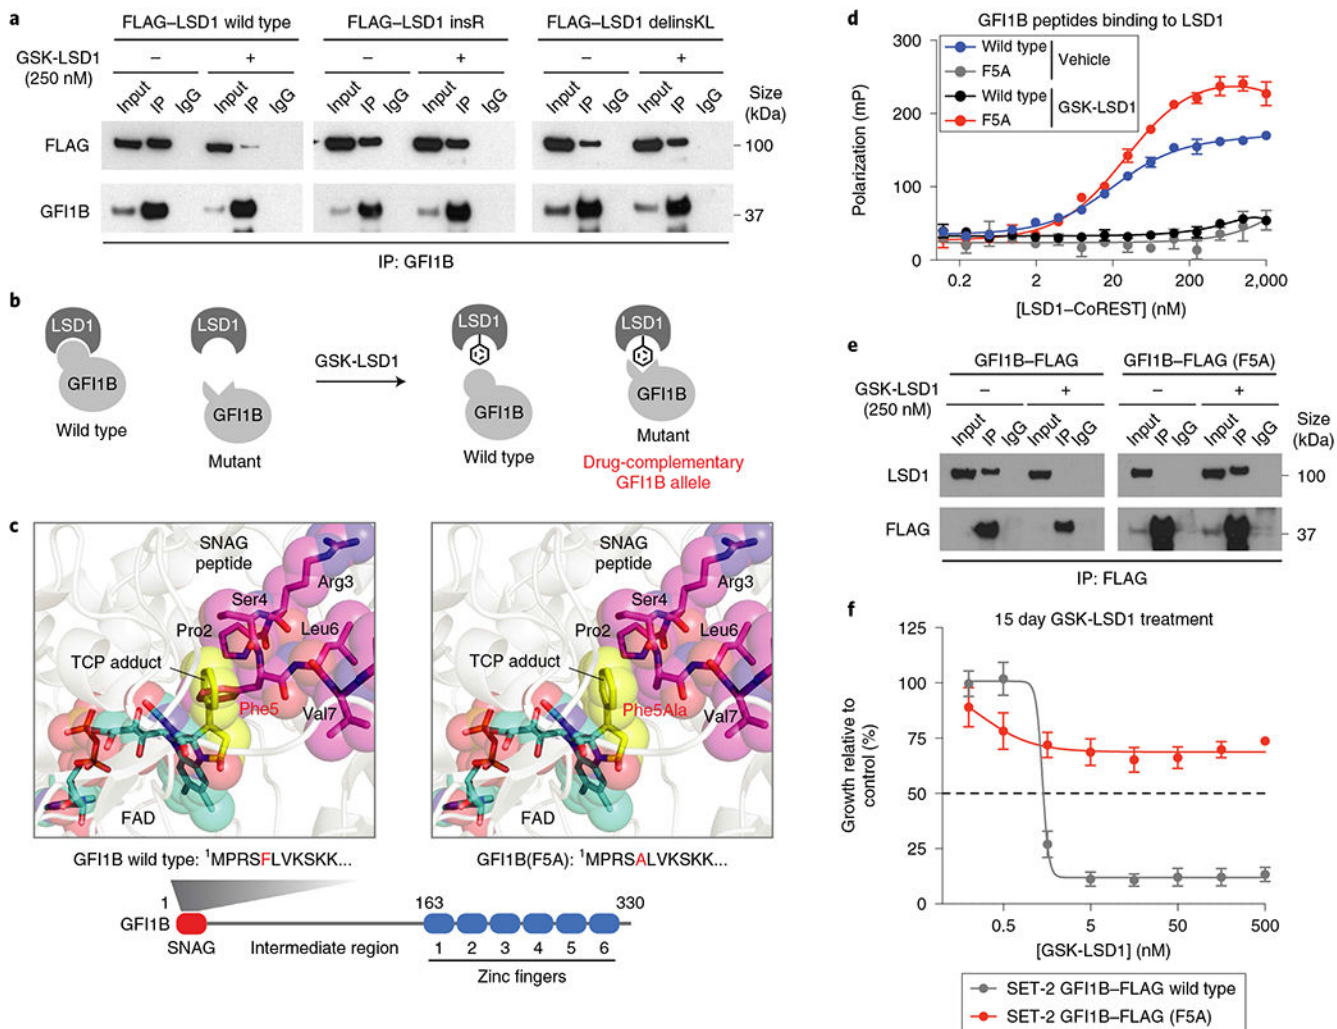 a
FLAG–LSD1 wild type
FLAG–LSD1 insR
FLAG–LSD1 delinsKL
GSK-LSD1
(250 nM)
– + – + – +
Input IP IgG Input IP IgG Input IP IgG Input IP IgG Input IP IgG Input IP IgG
Size
(kDa)
FLAG
100
GFI1B
37
IP: GFI1B
b
LSD1
GFI1B
Wild type
LSD1
GFI1B
Mutant
GSK-LSD1
LSD1
GFI1B
Wild type
LSD1
GFI1B
Mutant
Drug-complementary
GFI1B allele
c
SNAG
peptide
Arg3
Ser4
Pro2
Leu6
TCP adduct
Phe5
Val7
FAD
GFI1B wild type: ¹MPRSFLVKSKK...
SNAG
peptide
Arg3
Ser4
Pro2
Leu6
TCP adduct
Phe5Ala
Val7
FAD
GFI1B(F5A): ¹MPRSALVKSKK...
1 163 330
GFI1B
SNAG
Intermediate region
1 2 3 4 5 6
Zinc fingers
d
GFI1B peptides binding to LSD1
Wild type
F5A
Vehicle
Wild type
F5A
GSK-LSD1
Polarization (mP)
300
200
100
0
0.2 2 20 200 2,000
[LSD1–CoREST] (nM)
e
GFI1B–FLAG
GFI1B–FLAG (F5A)
GSK-LSD1
(250 nM)
– + – +
Input IP IgG Input IP IgG Input IP IgG Input IP IgG
Size
(kDa)
LSD1
100
FLAG
37
IP: FLAG
f
15 day GSK-LSD1 treatment
Growth relative to
control (%)
125
100
75
50
25
0
0.5 5 50 500
[GSK-LSD1] (nM)
SET-2 GFI1B–FLAG wild type
SET-2 GFI1B–FLAG (F5A)